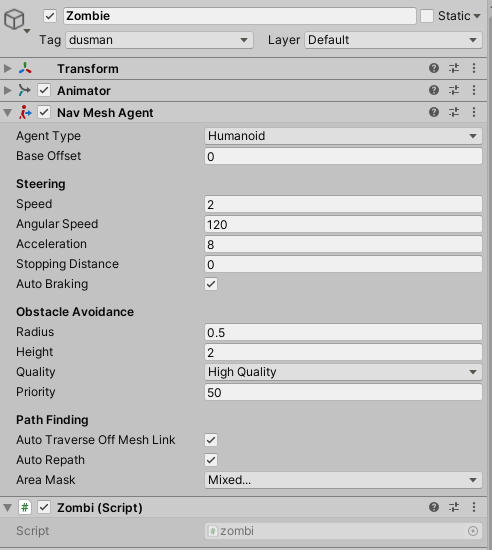 Zombie Static
Tag dusman Layer Default
Transform
Animator
Nav Mesh Agent
Agent Type Humanoid
Base Offset 0
Steering
Speed 2
Angular Speed 120
Acceleration 8
Stopping Distance 0
Auto Braking
Obstacle Avoidance
Radius 0.5
Height 2
Quality High Quality
Priority 50
Path Finding
Auto Traverse Off Mesh Link
Auto Repath
Area Mask Mixed...
# Zombi (Script)
Script # zombi